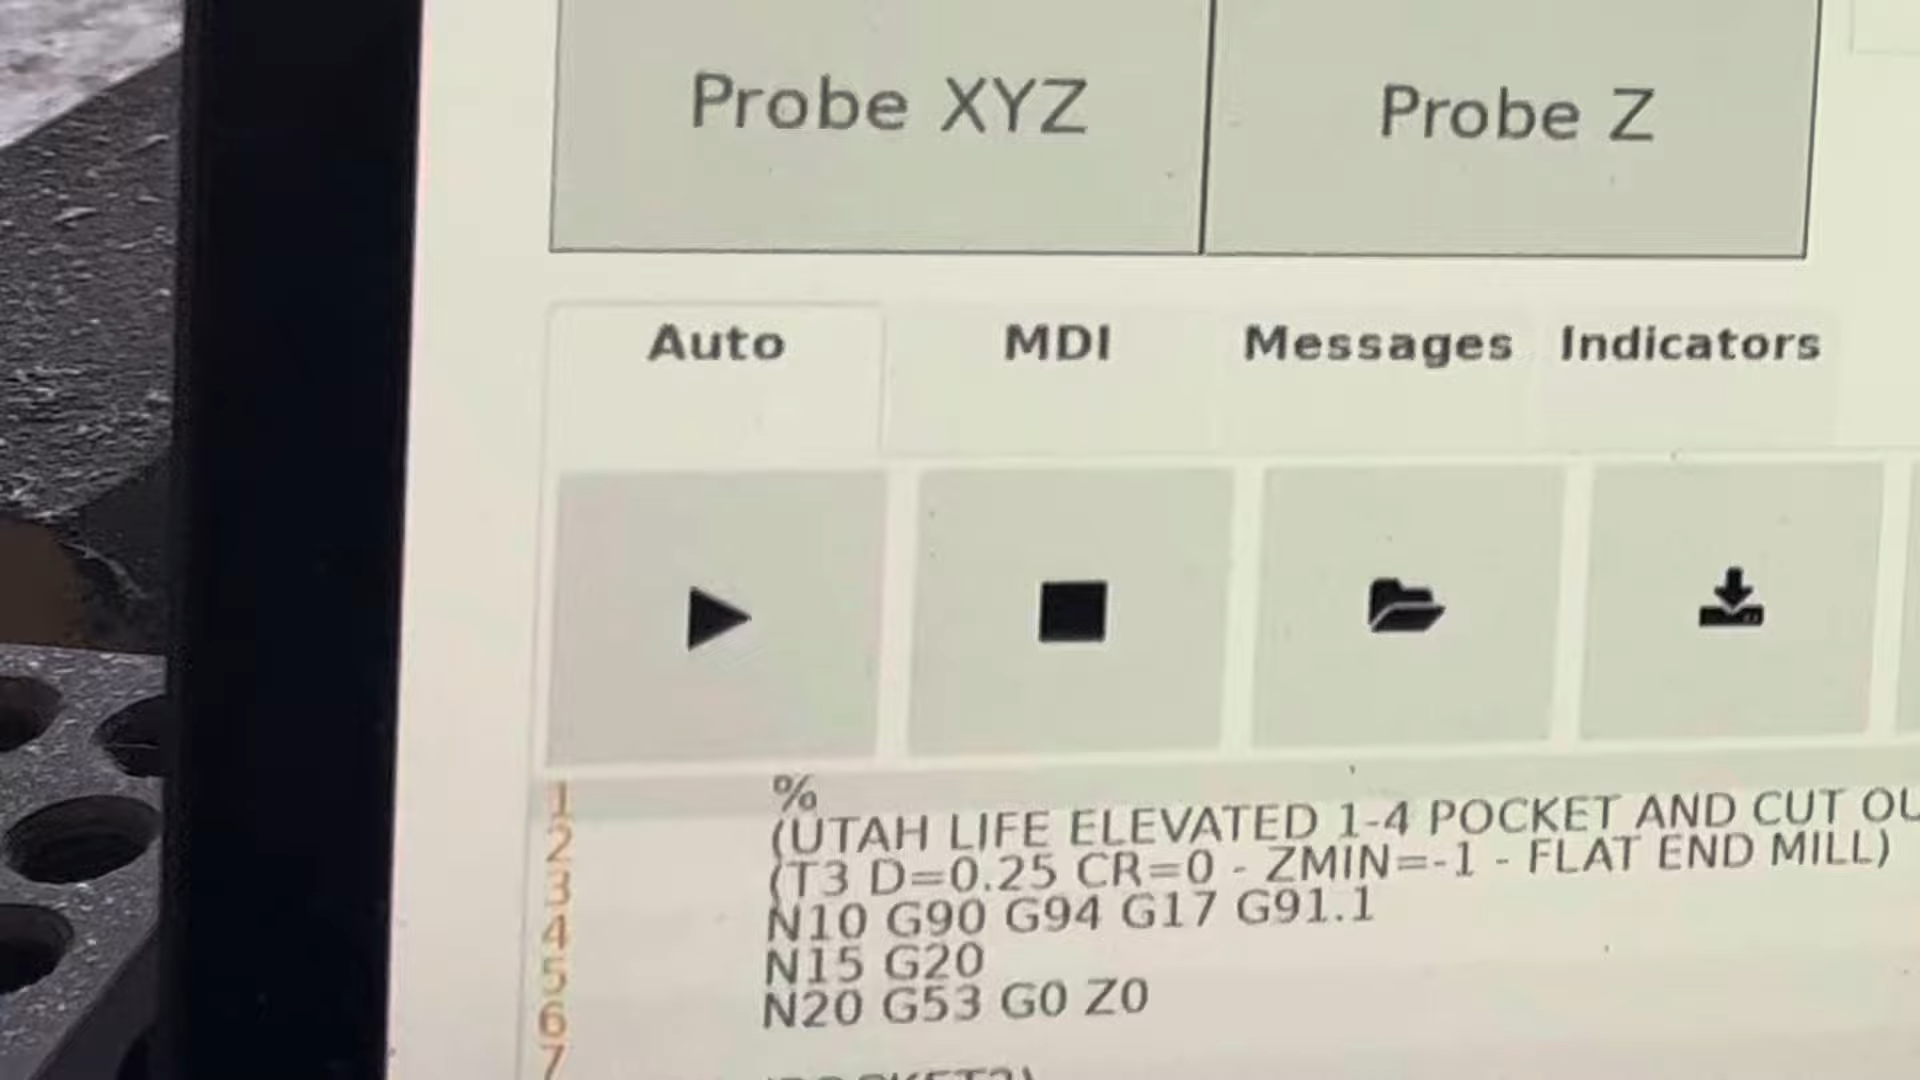 Probe XYZ Probe Z
Auto MDI Messages Indicators
1 %
2 (UTAH LIFE ELEVATED 1-4 POCKET AND CUT
3 (T3 D=0.25 CR=0 - ZMIN=-1 - FLAT END MILL)
4 N10 G90 G94 G17 G91.1
5 N15 G20
6 N20 G53 G0 Z0
7